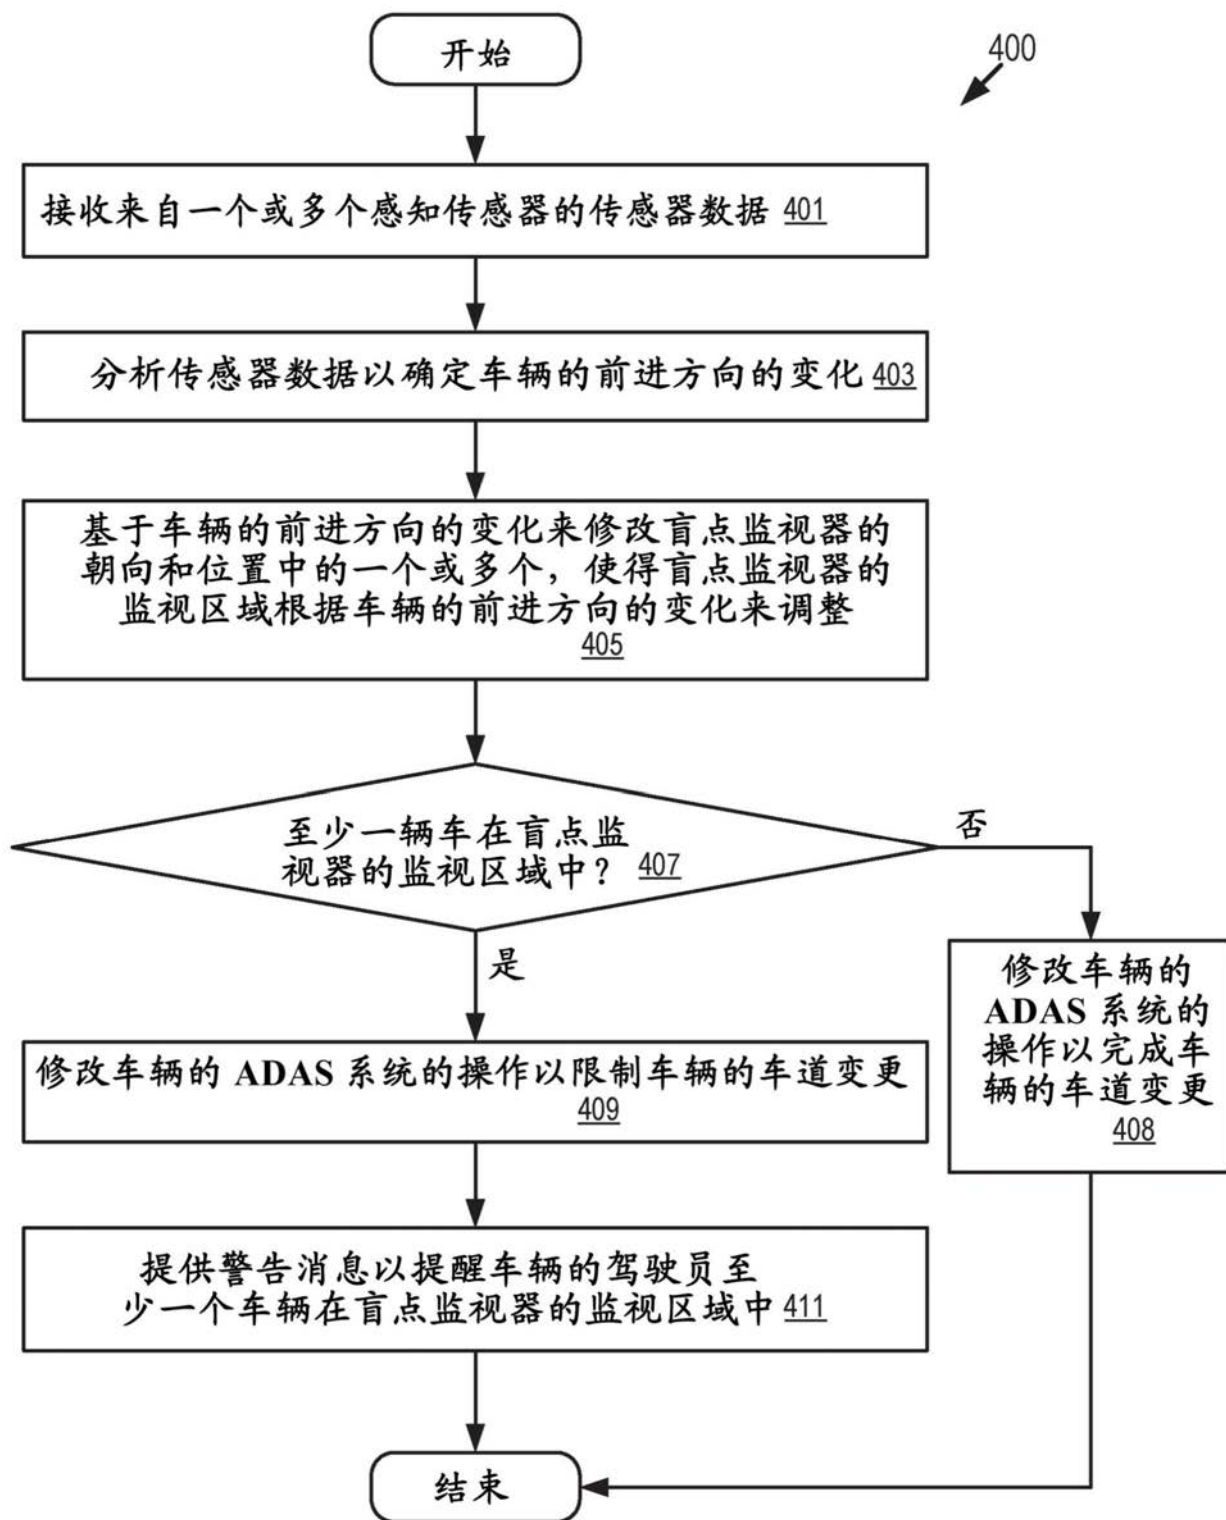 开始
400
接收来自一个或多个感知传感器的传感器数据 401
分析传感器数据以确定车辆的前进方向的变化 403
基于车辆的前进方向的变化来修改盲点监视器的
朝向和位置中的一个或多个，使得盲点监视器的
监视区域根据车辆的前进方向的变化来调整
405
至少一辆车在盲点监
视器的监视区域中？ 407
否
是
修改车辆的
ADAS 系统的
操作以完成车
辆的车道变更
408
修改车辆的 ADAS 系统的操作以限制车辆的车道变更
409
提供警告消息以提醒车辆的驾驶员至
少一个车辆在盲点监视器的监视区域中 411
结束